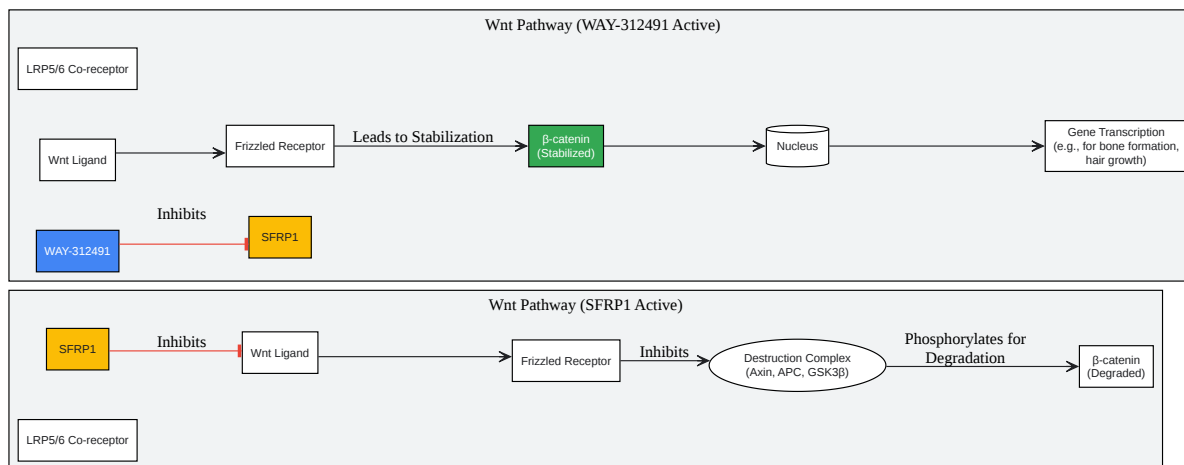 Wnt Pathway (WAY-312491 Active)
LRP5/6 Co-receptor
Wnt Ligand
Frizzled Receptor
Leads to Stabilization
β-catenin
(Stabilized)
Nucleus
Gene Transcription
(e.g., for bone formation,
hair growth)
WAY-312491
Inhibits
SFRP1
Wnt Pathway (SFRP1 Active)
SFRP1
Inhibits
Wnt Ligand
Frizzled Receptor
Inhibits
Destruction Complex
(Axin, APC, GSK3β)
Phosphorylates for
Degradation
β-catenin
(Degraded)
LRP5/6 Co-receptor